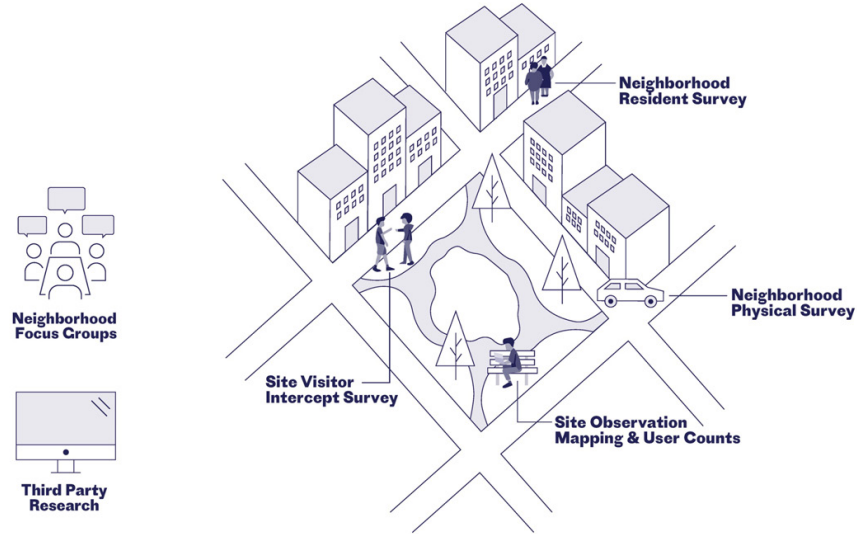 Neighborhood
Resident Survey
Neighborhood
Focus Groups
Neighborhood
Physical Survey
Site Visitor
Intercept Survey
Site Observation
Mapping & User Counts
Third Party
Research